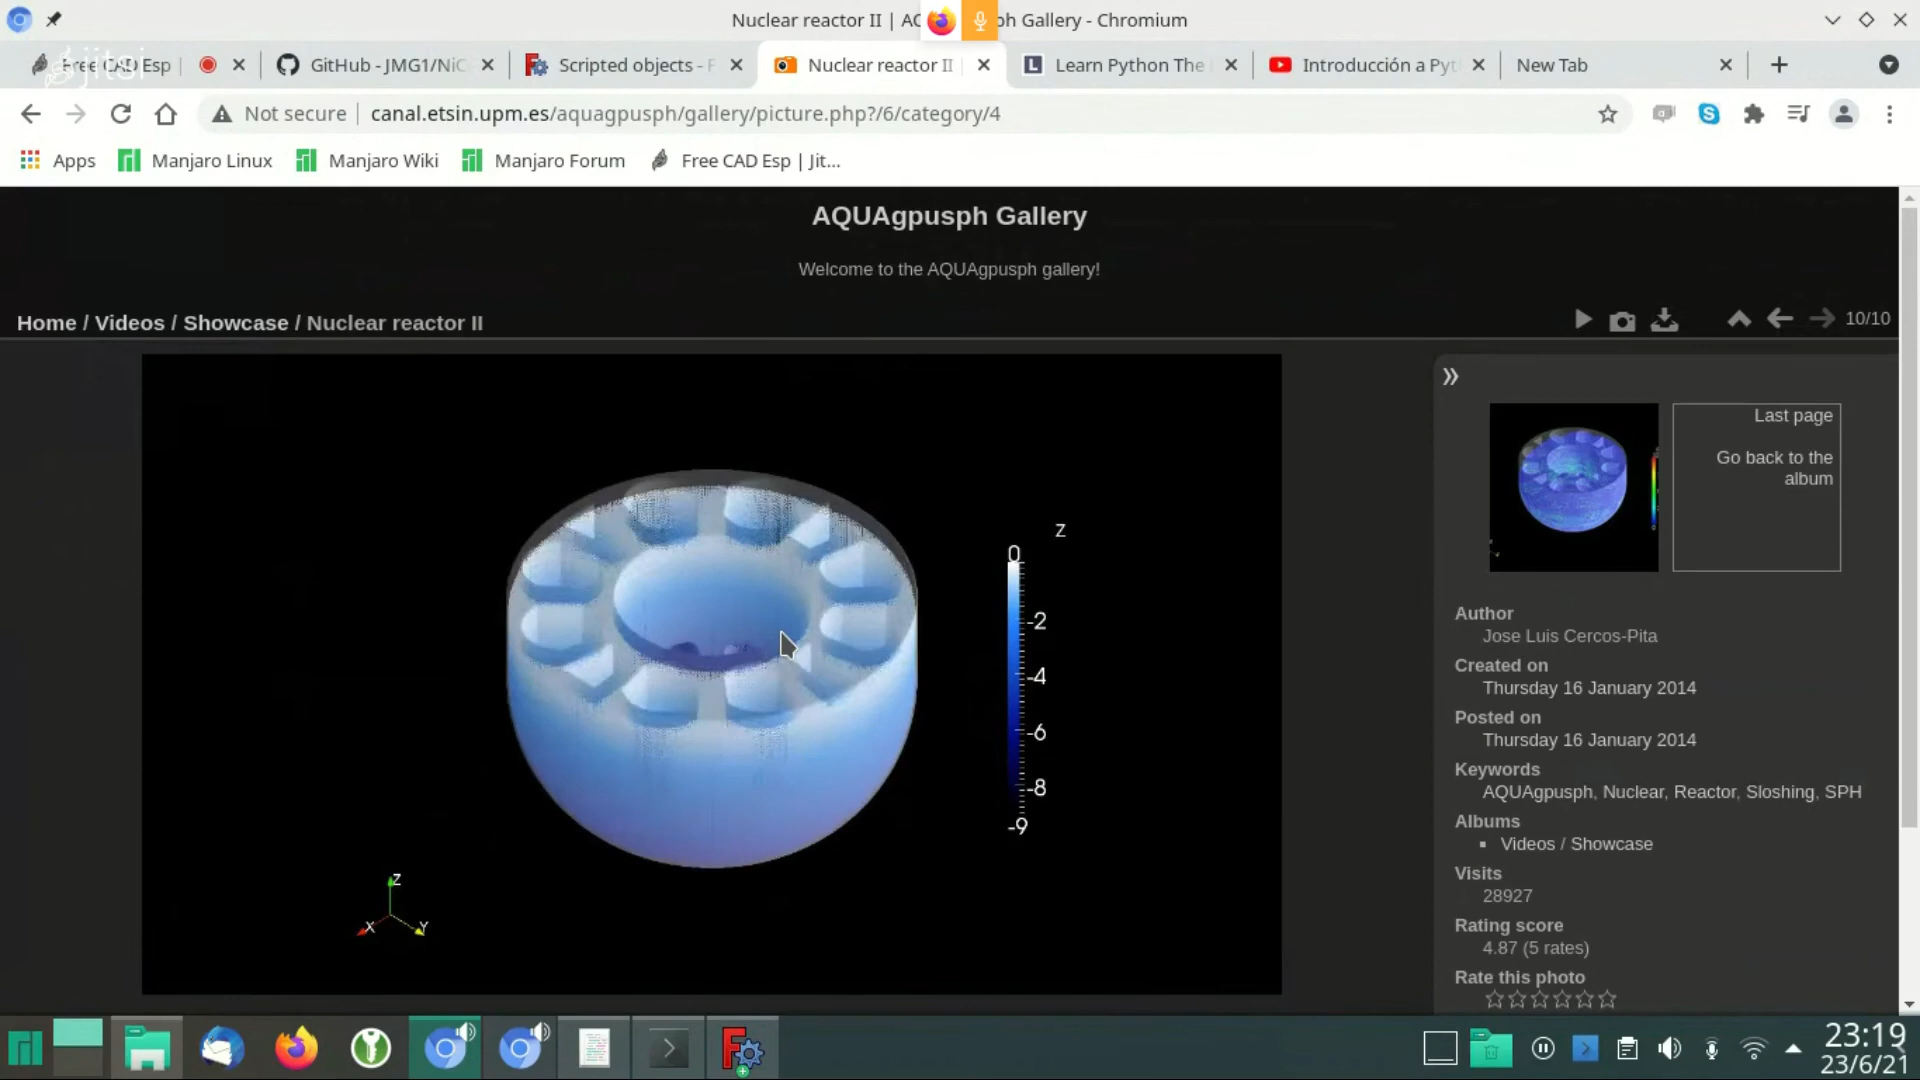 Nuclear reactor II | AQ ph Gallery - Chromium
Free CAD Esp |
jitsi
GitHub - JMG1/NiC
Scripted objects - F
Nuclear reactor II
Learn Python The
Introducción a Pyt
New Tab
Not secure
canal.etsin.upm.es/aquagpusph/gallery/picture.php?/6/category/4
Apps
Manjaro Linux
Manjaro Wiki
Manjaro Forum
Free CAD Esp | Jit...
AQUAgpusph Gallery
Welcome to the AQUAgpusph gallery!
Home / Videos / Showcase / Nuclear reactor II
10/10
Z
0
-2
-4
-6
-8
-9
Z
X
Y
Last page
Go back to the
album
Author
Jose Luis Cercos-Pita
Created on
Thursday 16 January 2014
Posted on
Thursday 16 January 2014
Keywords
AQUAgpusph, Nuclear, Reactor, Sloshing, SPH
Albums
Videos / Showcase
Visits
28927
Rating score
4.87 (5 rates)
Rate this photo
23:19
23/6/21